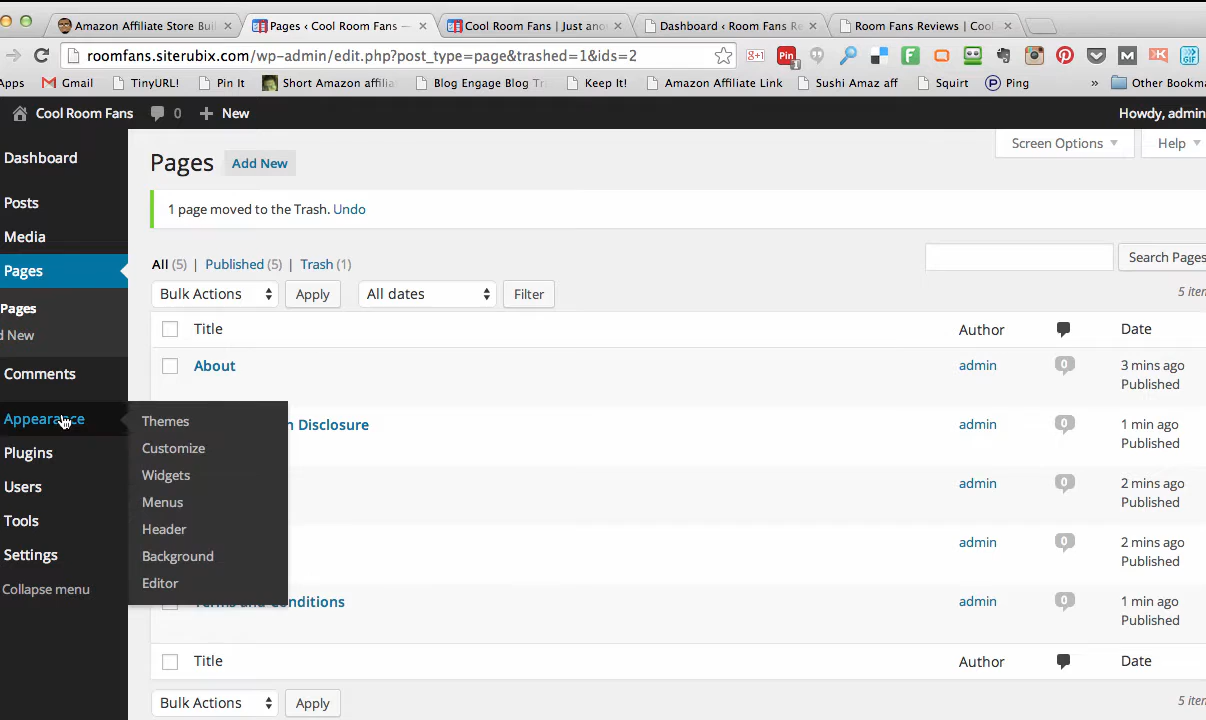 Amazon Affiliate Store Bui
Pages ‹ Cool Room Fans —
Cool Room Fans | Just ano
Dashboard ‹ Room Fans Re
Room Fans Reviews | Cool
roomfans.siterubix.com/wp-admin/edit.php?post_type=page&trashed=1&ids=2
Apps
Gmail
TinyURL!
Pin It
Short Amazon affilia
Blog Engage Blog Tr
Keep It!
Amazon Affiliate Link
Sushi Amaz aff
Squirt
Ping
»
Other Bookma
Cool Room Fans 0 + New Howdy, admin
Dashboard
Posts
Media
Pages
Pages
d New
Comments
Appearance
Plugins
Users
Tools
Settings
Collapse menu
Themes
Customize
Widgets
Menus
Header
Background
Editor
Screen Options Help
Pages Add New
1 page moved to the Trash. Undo
All (5) | Published (5) | Trash (1)
Search Pages
Bulk Actions Apply All dates Filter
5 iter
Title Author Date
About admin 0 3 mins ago
Published
n Disclosure admin 0 1 min ago
Published
admin 0 2 mins ago
Published
admin 0 2 mins ago
Published
Terms and Conditions admin 0 1 min ago
Published
Title Author Date
Bulk Actions Apply
5 iter